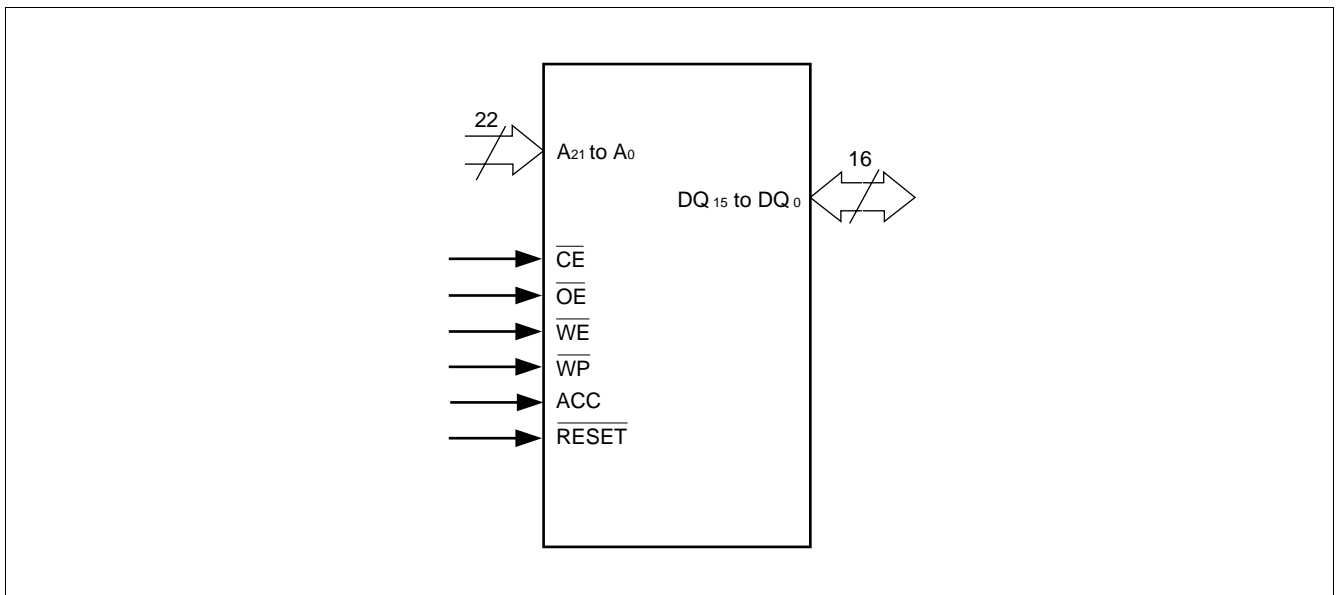 22
A21 to A0
16
DQ 15 to DQ 0
CE
OE
WE
WP
ACC
RESET